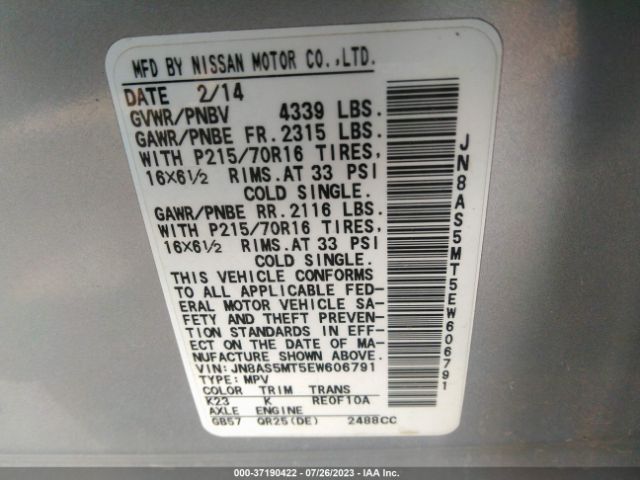 MFD BY NISSAN MOTOR CO.,LTD.
DATE 2/14
GVWR/PNBV 4339 LBS.
GAWR/PNBE FR.2315 LBS.
WITH P215/70R16 TIRES,
16X6½ RIMS.AT 33 PSI
COLD SINGLE.
GAWR/PNBE RR.2116 LBS.
WITH P215/70R16 TIRES,
16X6½ RIMS.AT 33 PSI
COLD SINGLE.
THIS VEHICLE CONFORMS
TO ALL APPLICABLE FED-
ERAL MOTOR VEHICLE SA-
FETY AND THEFT PREVEN-
TION STANDARDS IN EFF-
ECT ON THE DATE OF MA-
NUFACTURE SHOWN ABOVE.
VIN:JN8AS5MT5EW606791
TYPE:MPV
COLOR TRIM TRANS
K23 K RE0F10A
AXLE ENGINE
GB57 QR25(DE) 2488CC
JN8AS5MT5EW606791
000-37190422 - 07/26/2023 - IAA Inc.